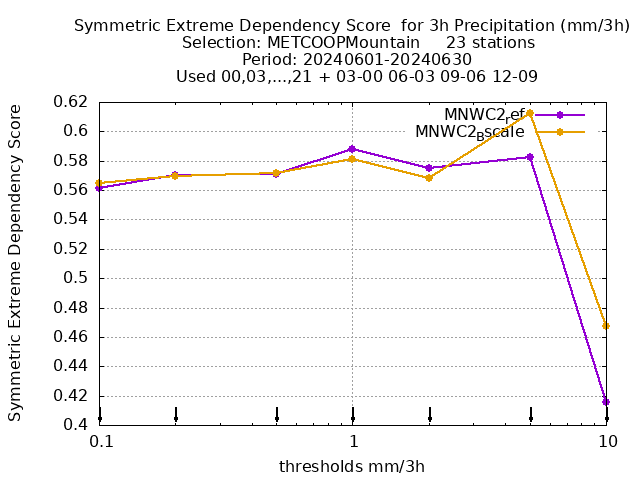 Symmetric Extreme Dependency Score  for 3h Precipitation (mm/3h)
Selection: METCOOPMountain     23 stations
Period: 20240601-20240630
Used 00,03,...,21 + 03-00 06-03 09-06 12-09
MNWC2ref
MNWC2Bscale
Symmetric Extreme Dependency Score
0.62
0.6
0.58
0.56
0.54
0.52
0.5
0.48
0.46
0.44
0.42
0.4
0.1
1
10
thresholds mm/3h